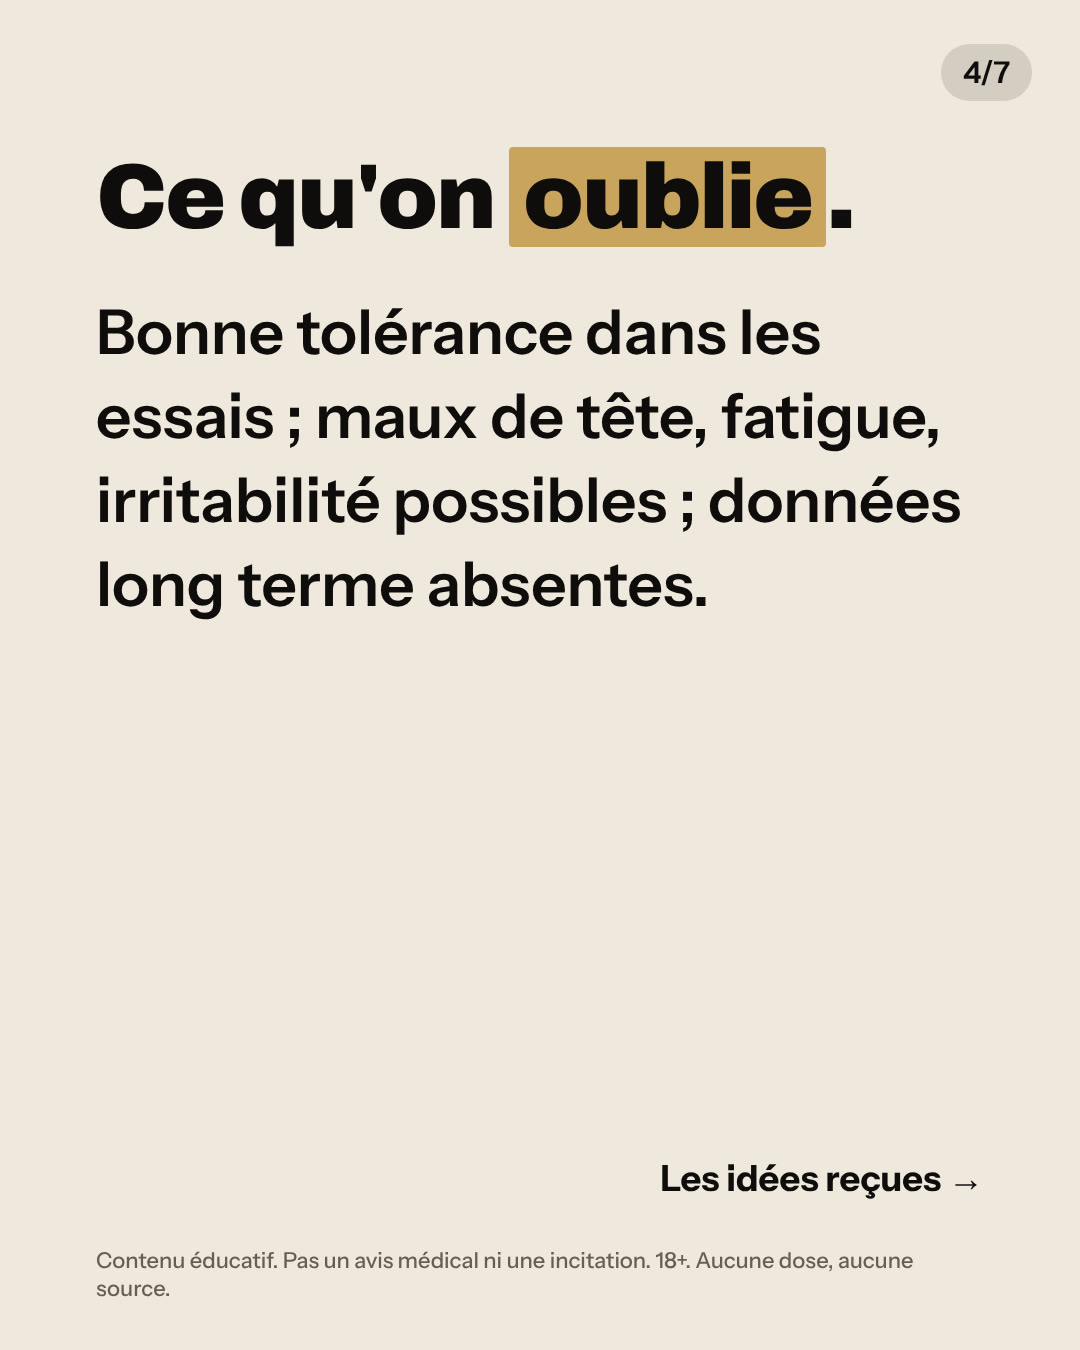 4/7
Ce qu'on oublie.
Bonne tolérance dans les
essais ; maux de tête, fatigue,
irritabilité possibles ; données
long terme absentes.
Les idées reçues →
Contenu éducatif. Pas un avis médical ni une incitation. 18+. Aucune dose, aucune
source.